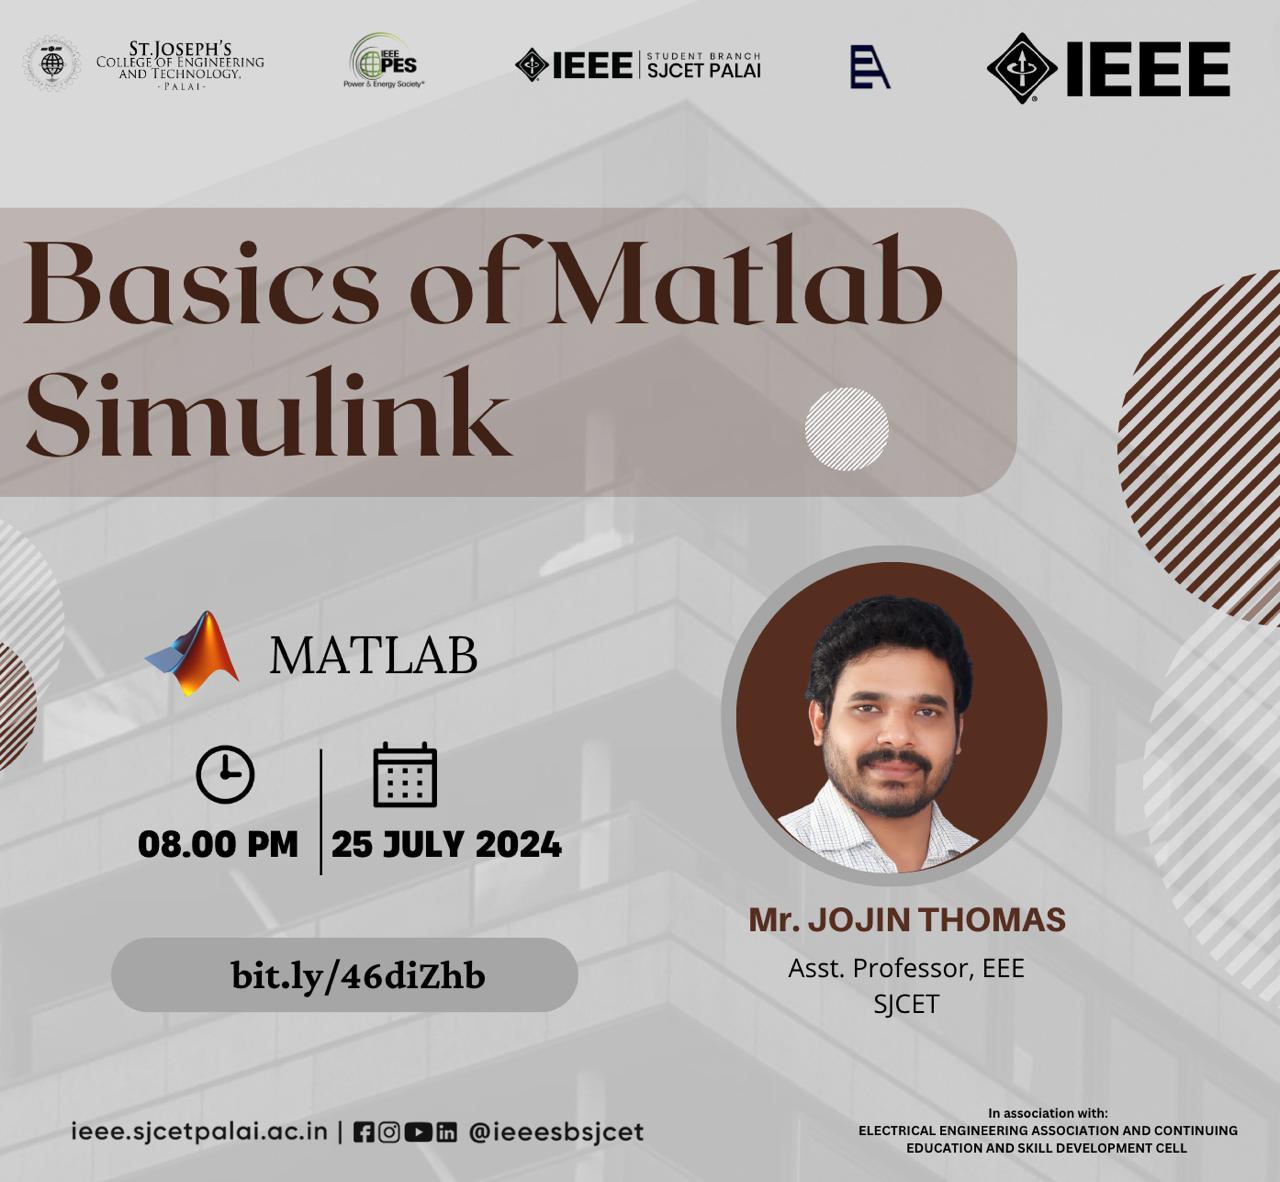 ST.JOSEPH'S
COLLEGE OF ENGINEERING
AND TECHNOLOGY,
- PALAI -
IEEE
PES
Power & Energy Society®
IEEE
STUDENT BRANCH
SJCET PALAI
EA
IEEE
Basics of Matlab
Simulink
MATLAB
08.00 PM
25 JULY 2024
bit.ly/46diZhb
Mr. JOJIN THOMAS
Asst. Professor, EEE
SJCET
ieee.sjcetpalai.ac.in | @ieeesbsjcet
In association with:
ELECTRICAL ENGINEERING ASSOCIATION AND CONTINUING
EDUCATION AND SKILL DEVELOPMENT CELL